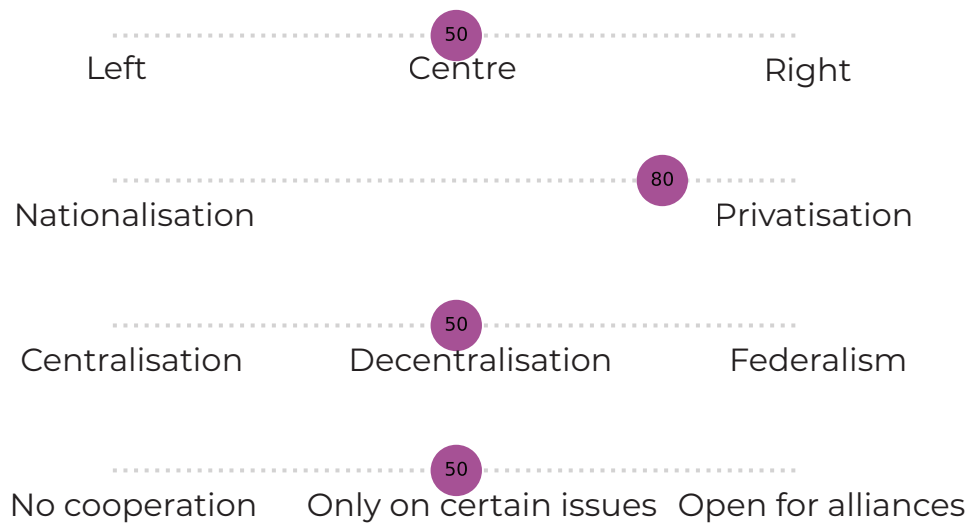 50
Left Centre Right
80
Nationalisation Privatisation
50
Centralisation Decentralisation Federalism
50
No cooperation Only on certain issues Open for alliances